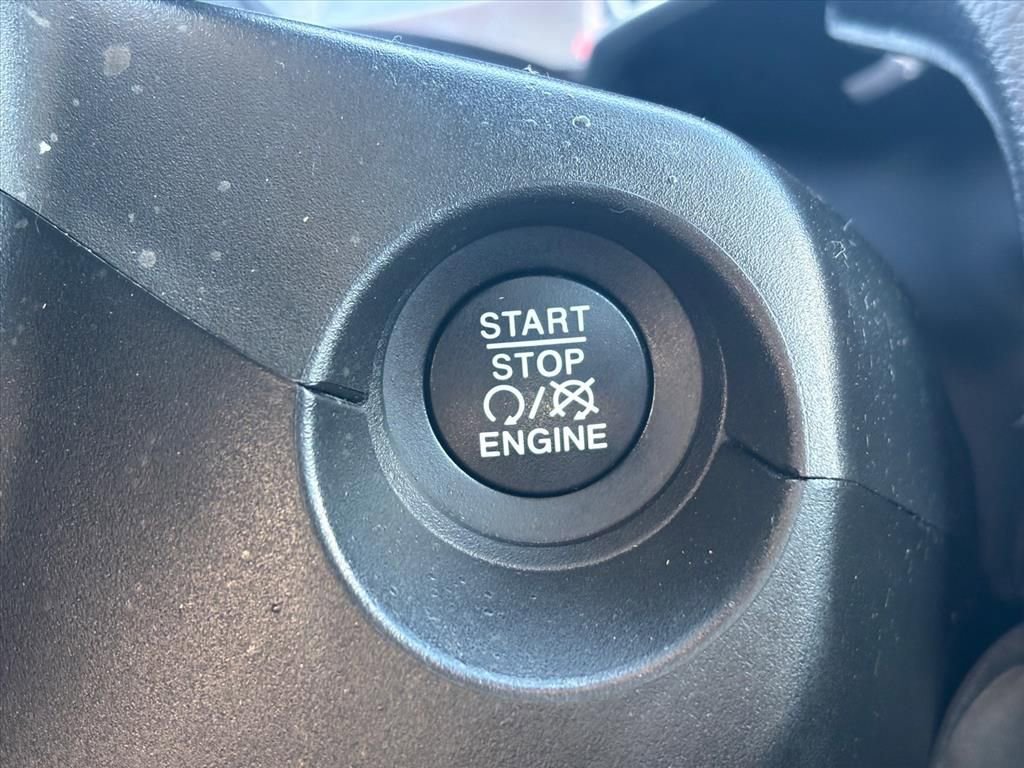 START
STOP
/
ENGINE